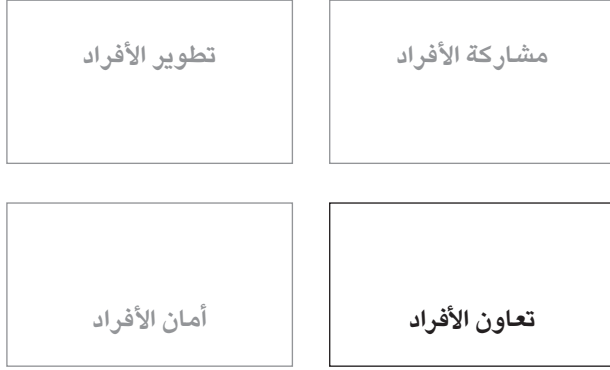 مشاركة الأفراد
تطوير الأفراد
تعاون الأفراد
أمان الأفراد